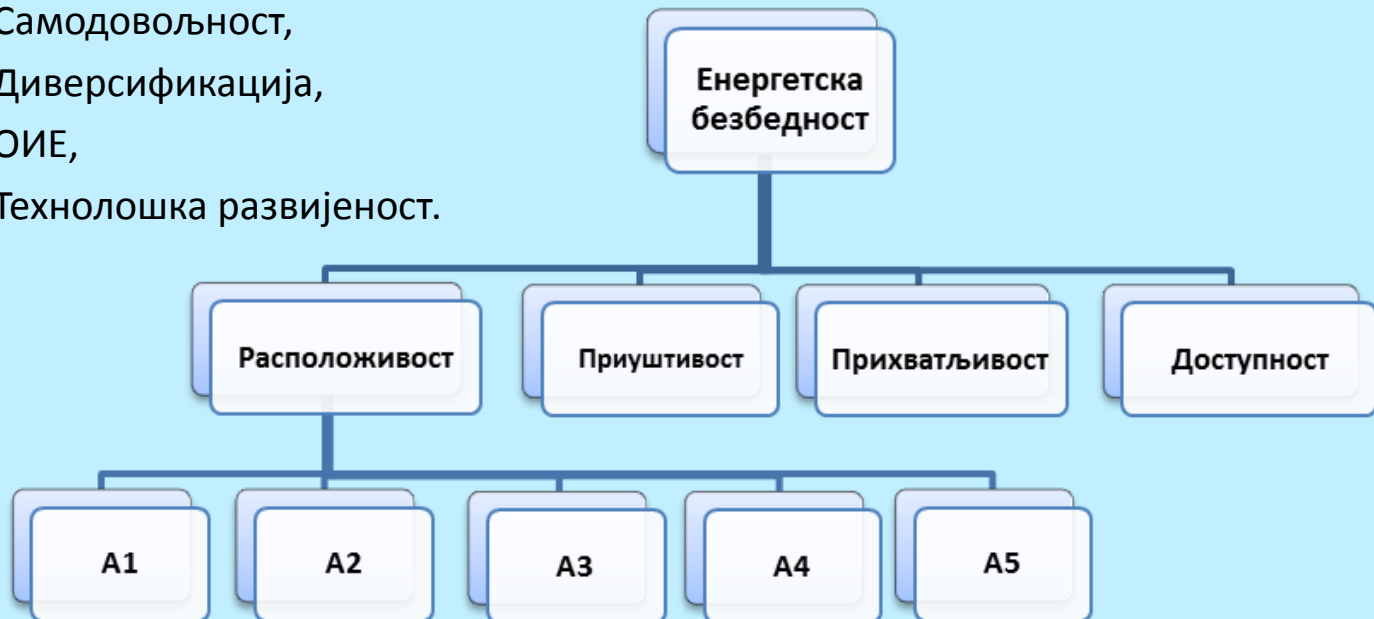 Самодовољност,
Диверсификација,
ОИЕ,
Технолошка развијеност.
Енергетска
безбедност
Расположивост
Приуштивост
Прихватљивост
Доступност
А1
А2
А3
А4
А5